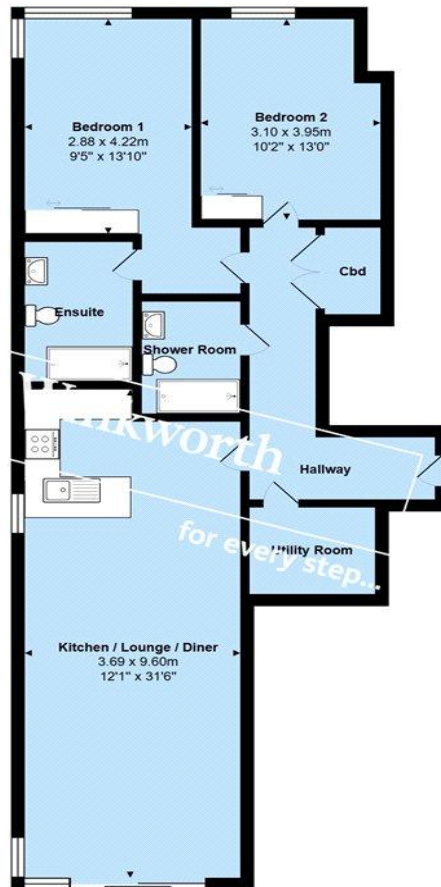 Bedroom 1
2.88 x 4.22m
9'5" x 13'10"
Bedroom 2
3.10 x 3.95m
10'2" x 13'0"
Cbd
Ensuite
Shower Room
Winkworth
for every step...
Hallway
Utility Room
Kitchen / Lounge / Diner
3.69 x 9.60m
12'1" x 31'6"